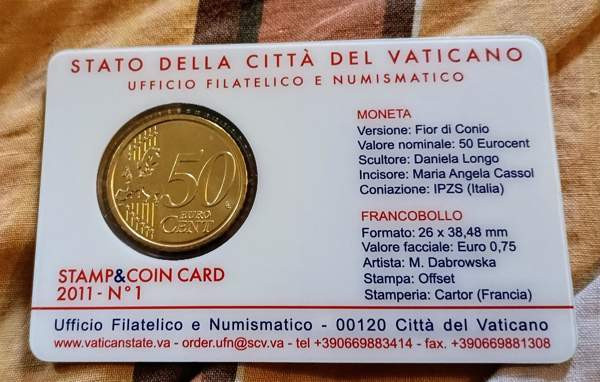 STATO DELLA CITTÀ DEL VATICANO
UFFICIO FILATELICO E NUMISMATICO
50
EURO
CENT
STAMP&COIN CARD
2011 - N° 1
MONETA
Versione: Fior di Conio
Valore nominale: 50 Eurocent
Scultore: Daniela Longo
Incisore: Maria Angela Cassol
Coniazione: IPZS (Italia)
FRANCOBOLLO
Formato: 26 x 38,48 mm
Valore facciale: Euro 0,75
Artista: M. Dabrowska
Stampa: Offset
Stamperia: Cartor (Francia)
Ufficio Filatelico e Numismatico - 00120 Città del Vaticano
www.vaticanstate.va - order.ufn@scv.va - tel +390669883414 - fax. +390669881308